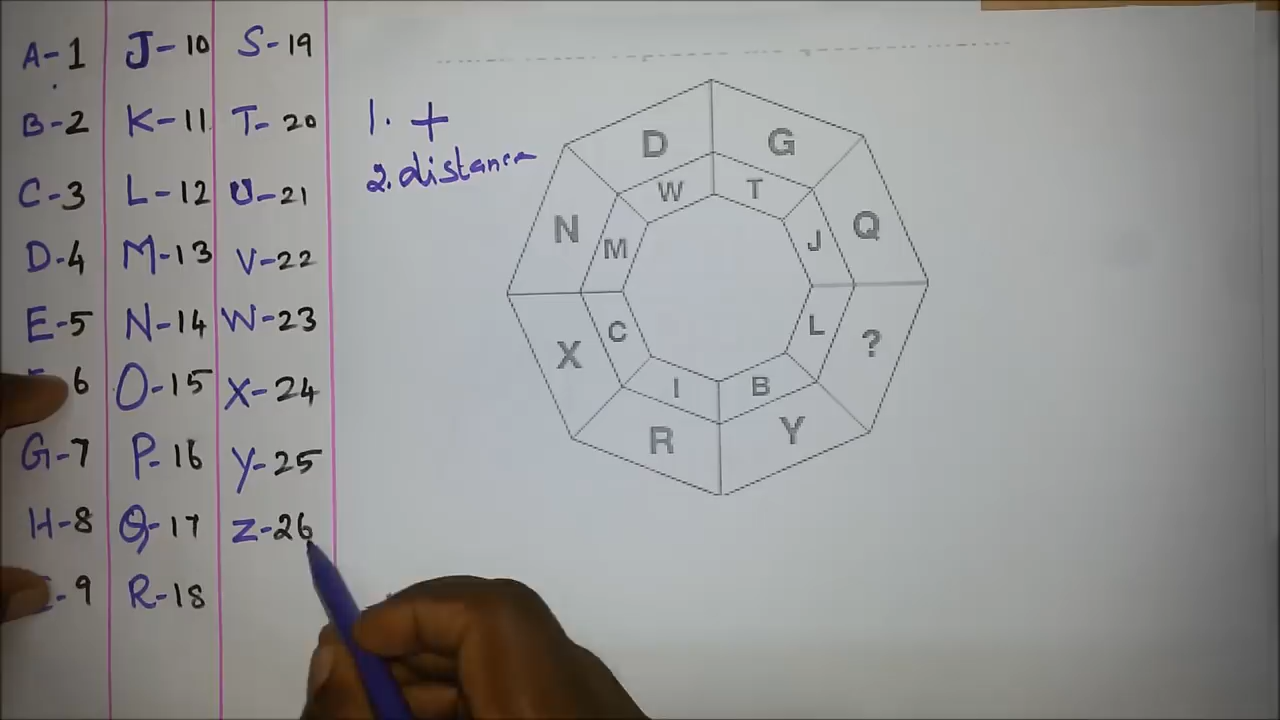 A-1 J-10 S-19
B-2 K-11 T-20
C-3 L-12 U-21
D-4 M-13 V-22
E-5 N-14 W-23
6 O-15 X-24
G-7 P-16 Y-25
H-8 Q-17 Z-26
-9 R-18
1. +
2. distance
D G
W T
N M J Q
X C L ?
I B
R Y